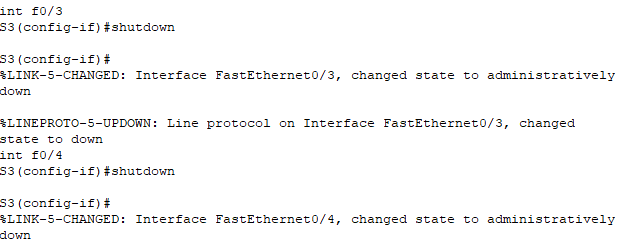 int f0/3
S3(config-if)#shutdown
S3(config-if)#
%LINK-5-CHANGED: Interface FastEthernet0/3, changed state to administratively
down
%LINEPROTO-5-UPDOWN: Line protocol on Interface FastEthernet0/3, changed
state to down
int f0/4
S3(config-if)#shutdown
S3(config-if)#
%LINK-5-CHANGED: Interface FastEthernet0/4, changed state to administratively
down